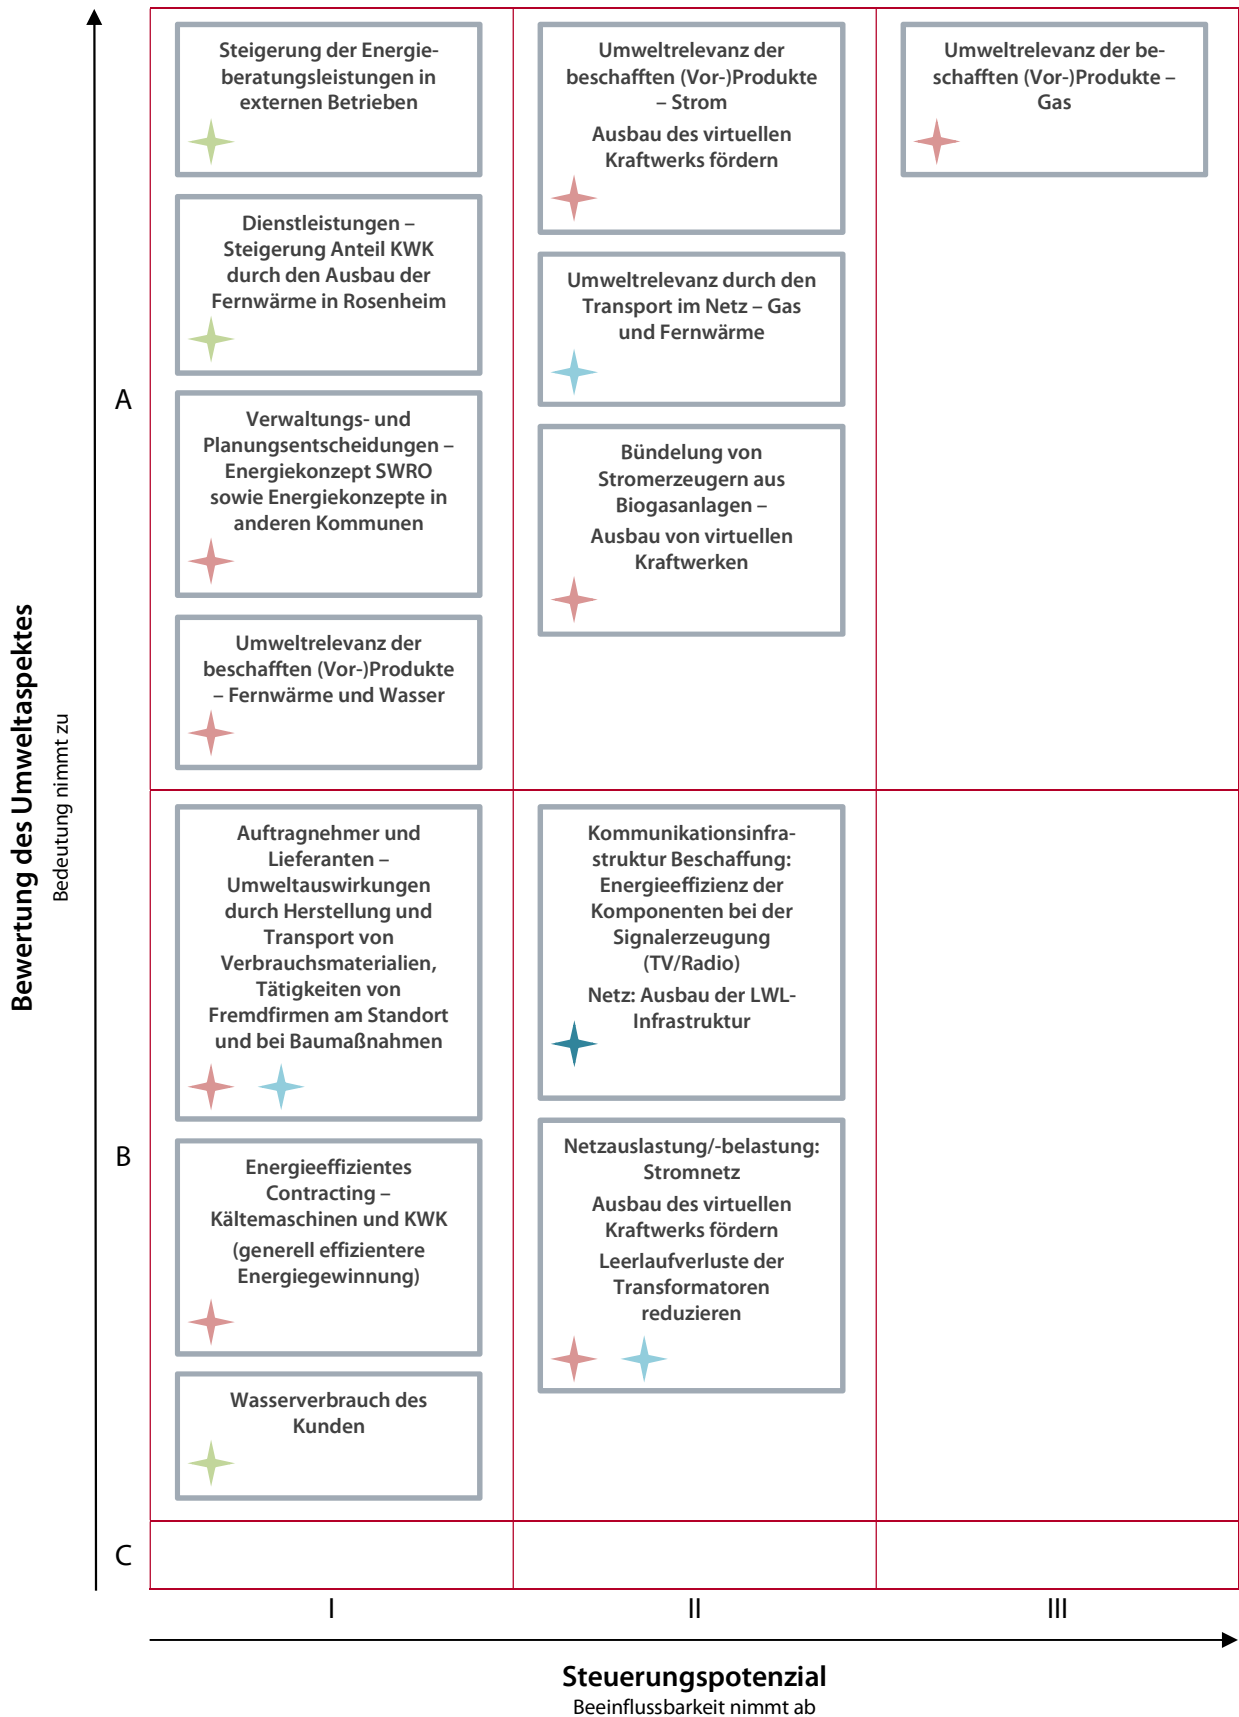 Steigerung der Energie-
beratungsleistungen in
externen Betrieben
Umweltrelevanz der
beschafften (Vor-)Produkte
– Strom
Ausbau des virtuellen
Kraftwerks fördern
Umweltrelevanz der be-
schafften (Vor-)Produkte –
Gas
Dienstleistungen –
Steigerung Anteil KWK
durch den Ausbau der
Fernwärme in Rosenheim
Umweltrelevanz durch den
Transport im Netz – Gas
und Fernwärme
A
Verwaltungs- und
Planungsentscheidungen –
Energiekonzept SWRO
sowie Energiekonzepte in
anderen Kommunen
Bündelung von
Stromerzeugern aus
Biogasanlagen –
Ausbau von virtuellen
Kraftwerken
Umweltrelevanz der
beschafften (Vor-)Produkte
– Fernwärme und Wasser
Bewertung des Umweltaspektes
Bedeutung nimmt zu
Auftragnehmer und
Lieferanten –
Umweltauswirkungen
durch Herstellung und
Transport von
Verbrauchsmaterialien,
Tätigkeiten von
Fremdfirmen am Standort
und bei Baumaßnahmen
Kommunikationsinfra-
struktur Beschaffung:
Energieeffizienz der
Komponenten bei der
Signalerzeugung
(TV/Radio)
Netz: Ausbau der LWL-
Infrastruktur
B
Energieeffizientes
Contracting –
Kältemaschinen und KWK
(generell effizientere
Energiegewinnung)
Netzauslastung/-belastung:
Stromnetz
Ausbau des virtuellen
Kraftwerks fördern
Leerlaufverluste der
Transformatoren
reduzieren
Wasserverbrauch des
Kunden
C
I
II
III
Steuerungspotenzial
Beeinflussbarkeit nimmt ab